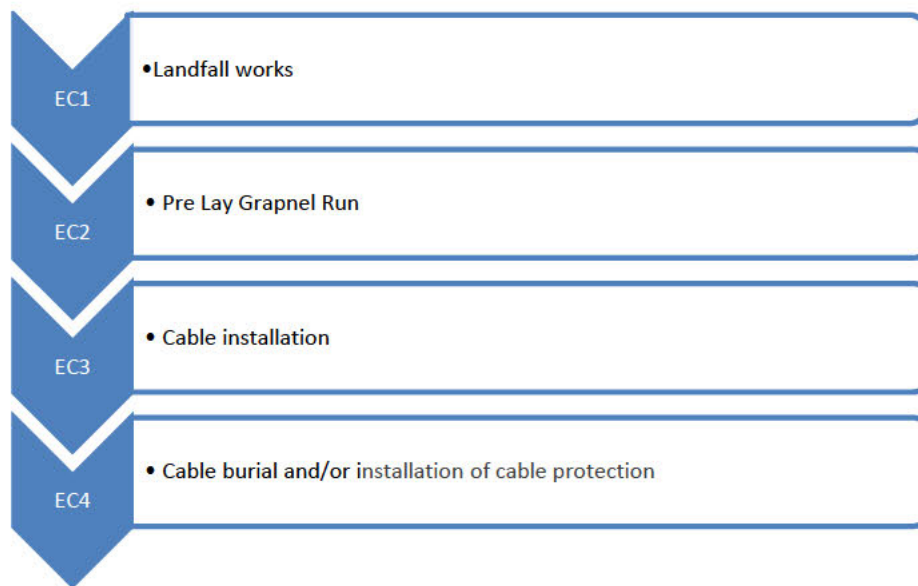 EC1
•Landfall works
EC2
• Pre Lay Grapnel Run
EC3
• Cable installation
EC4
• Cable burial and/or installation of cable protection